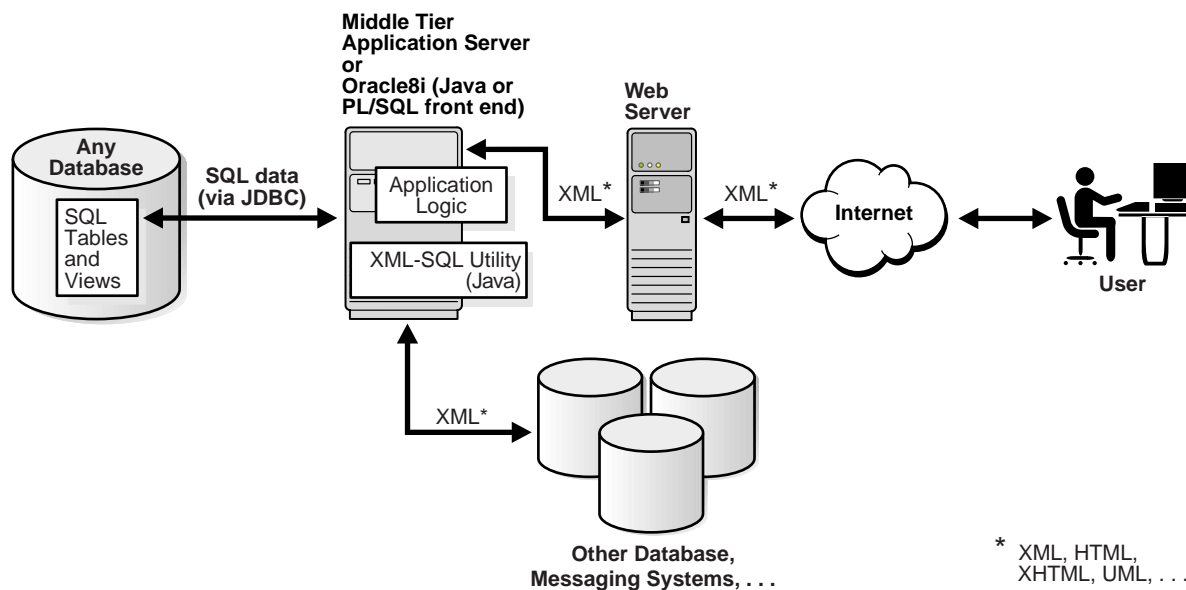 Middle Tier
Application Server
or
Oracle8i (Java or
PL/SQL front end)
Web
Server
Any
Database
SQL data
(via JDBC)
SQL
Tables
and
Views
Application
Logic
XML-SQL Utility
(Java)
XML*
XML*
Internet
User
XML*
Other Database,
Messaging Systems, . . .
* XML, HTML,
XHTML, UML, . . .